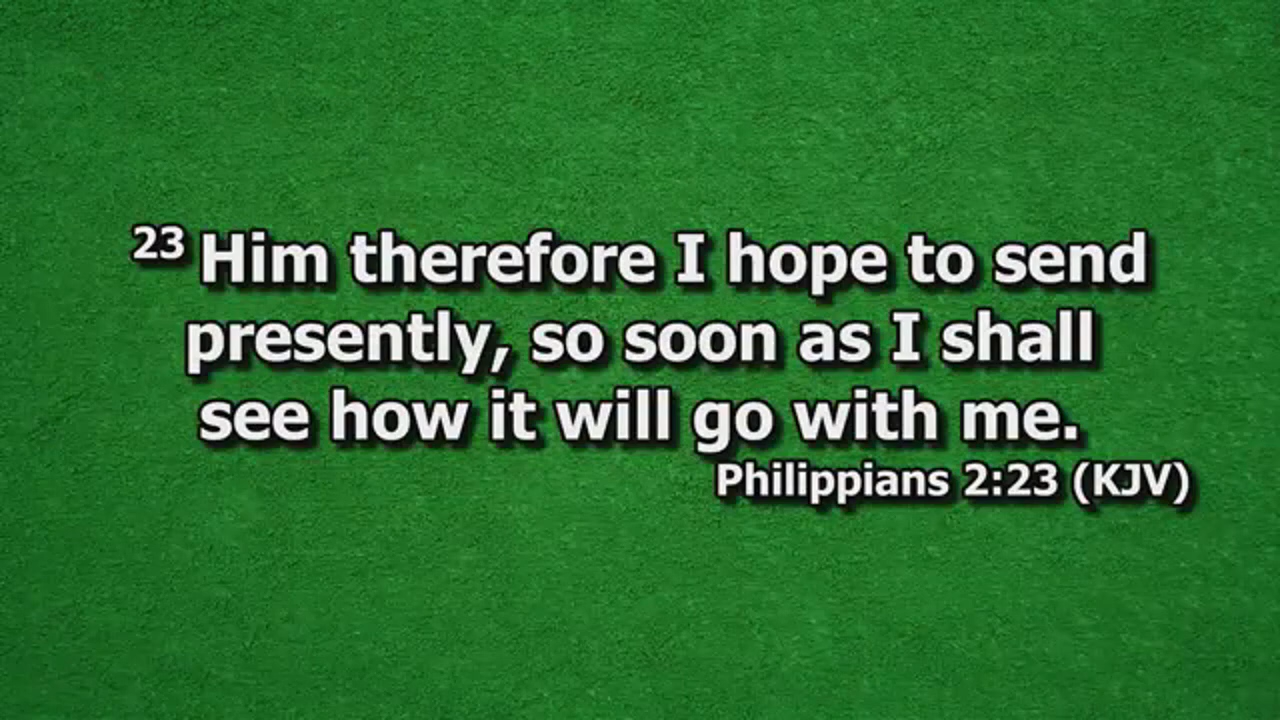 23 Him therefore I hope to send
presently, so soon as I shall
see how it will go with me.
Philippians 2:23 (KJV)